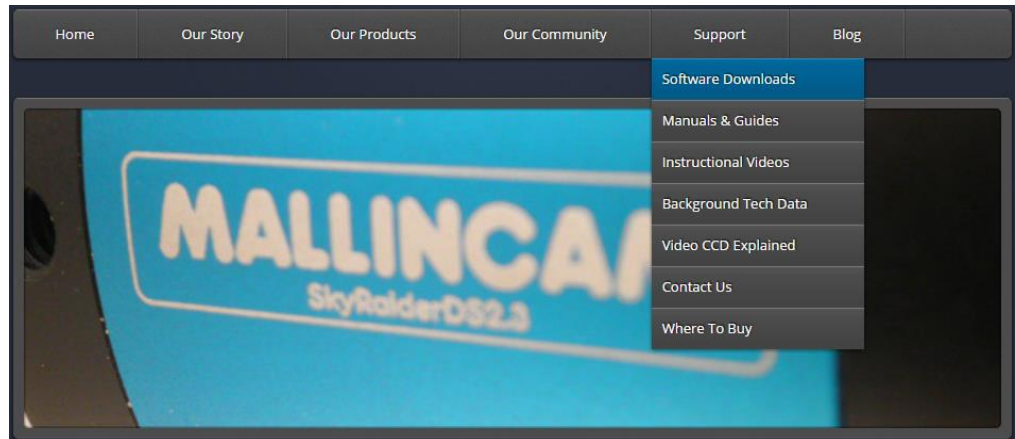 Home Our Story Our Products Our Community Support Blog
Software Downloads
Manuals & Guides
Instructional Videos
Background Tech Data
Video CCD Explained
Contact Us
Where To Buy
MALLINCA
SkyRaiderDS2.3